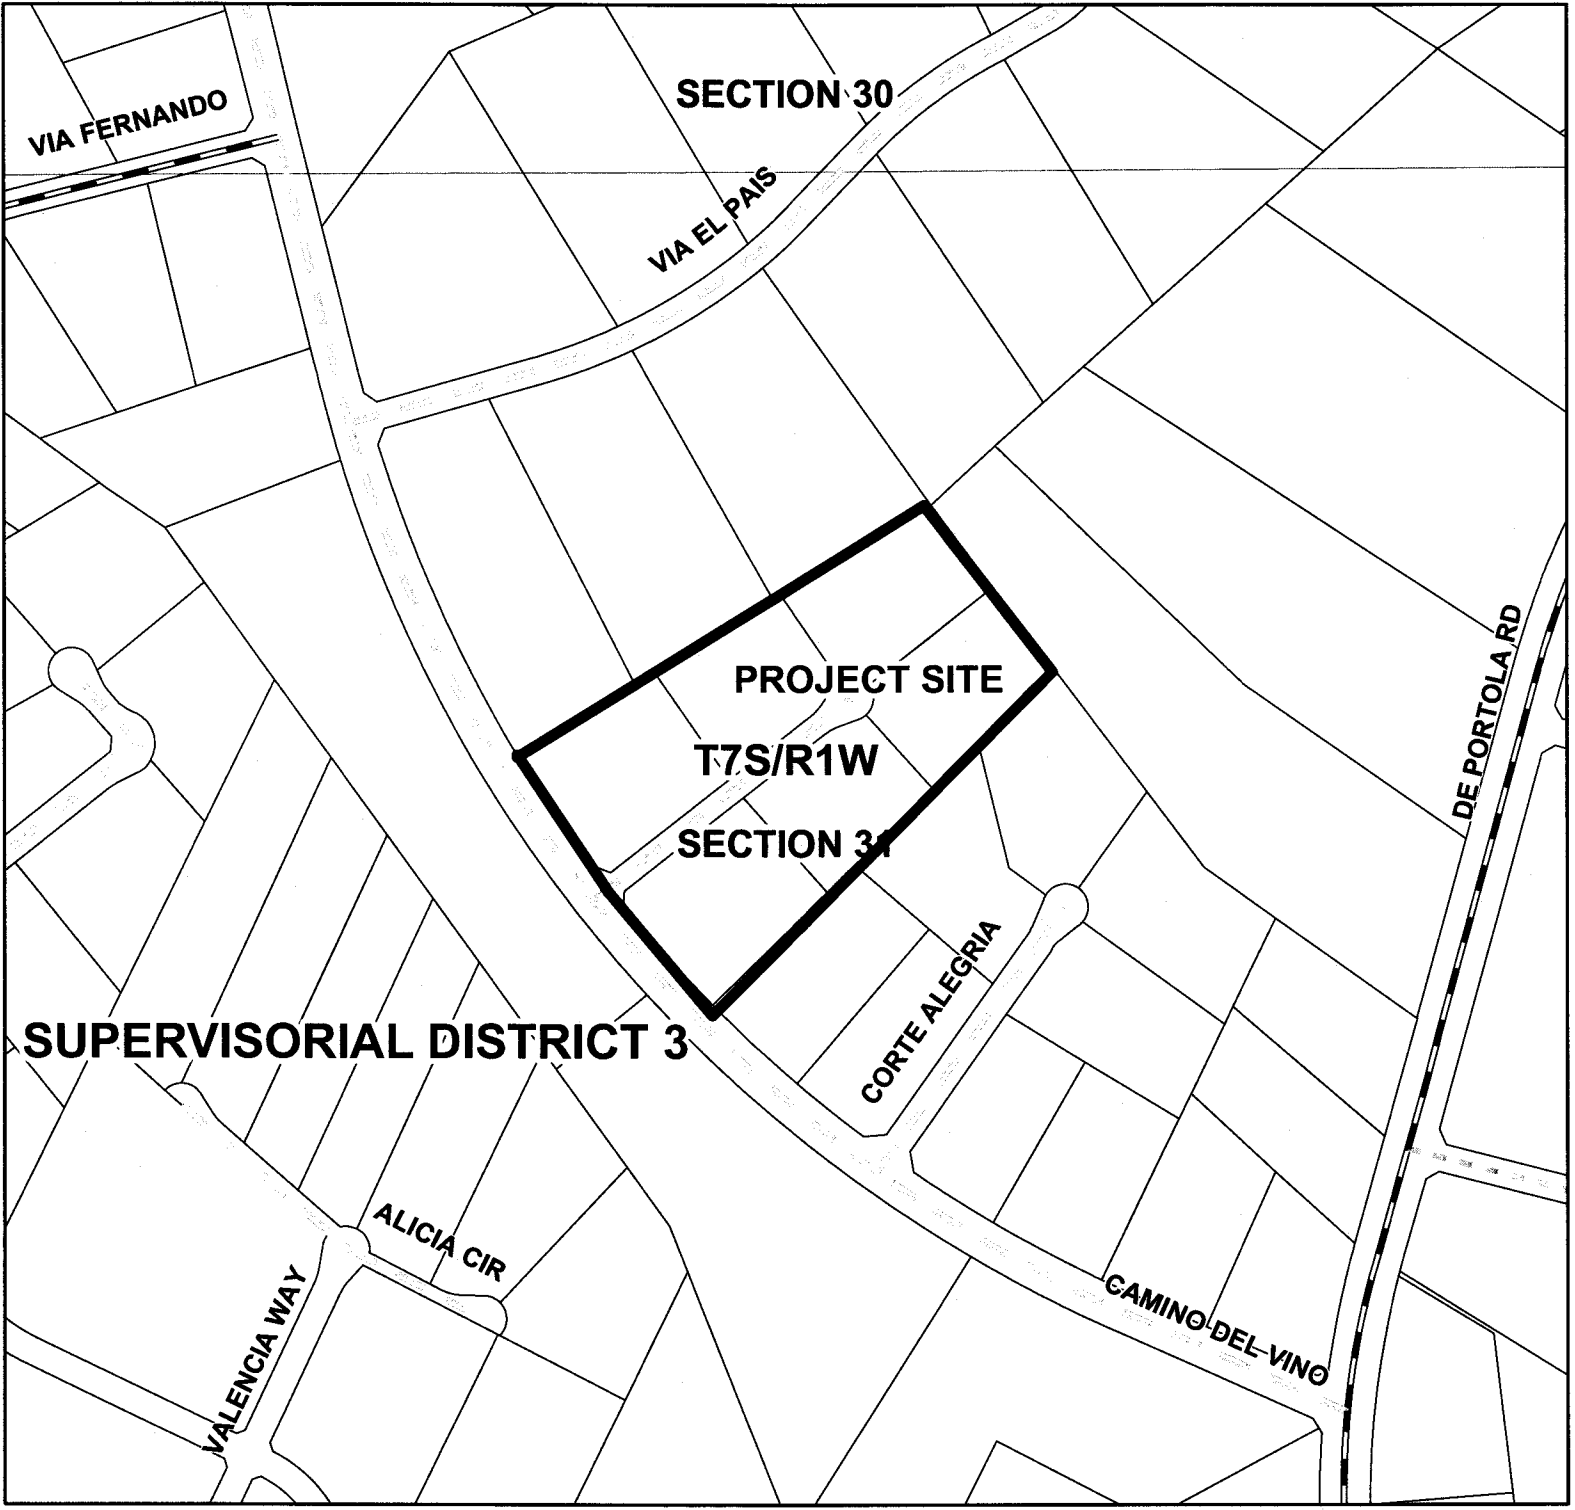 SECTION 30
VIA FERNANDO
VIA EL PAIS
PROJECT SITE
T7S/R1W
SECTION 31
DE PORTOLA RD
CORTE ALEGRIA
SUPERVISORIAL DISTRICT 3
ALICIA CIR
VALENCIA WAY
CAMINO DEL VINO